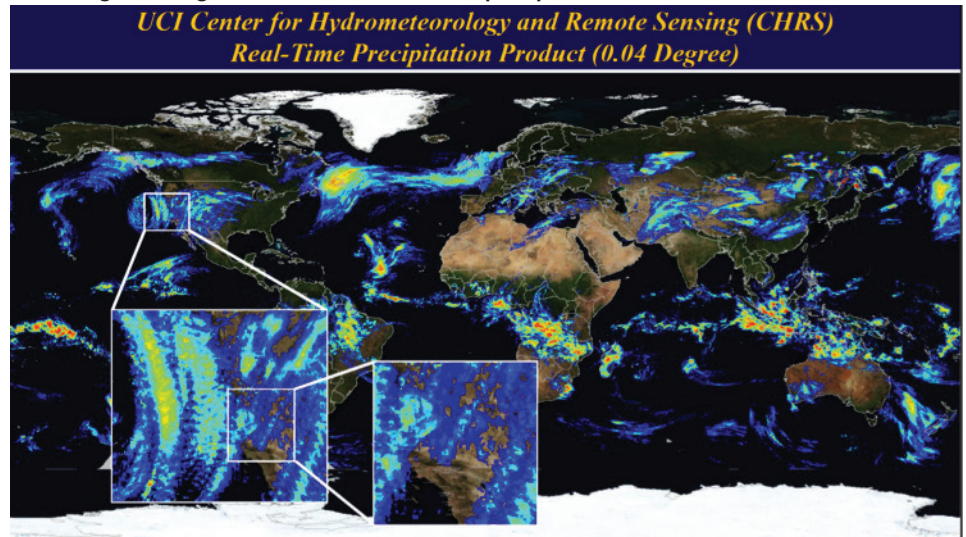 UCI Center for Hydrometeorology and Remote Sensing (CHRS)
Real-Time Precipitation Product (0.04 Degree)